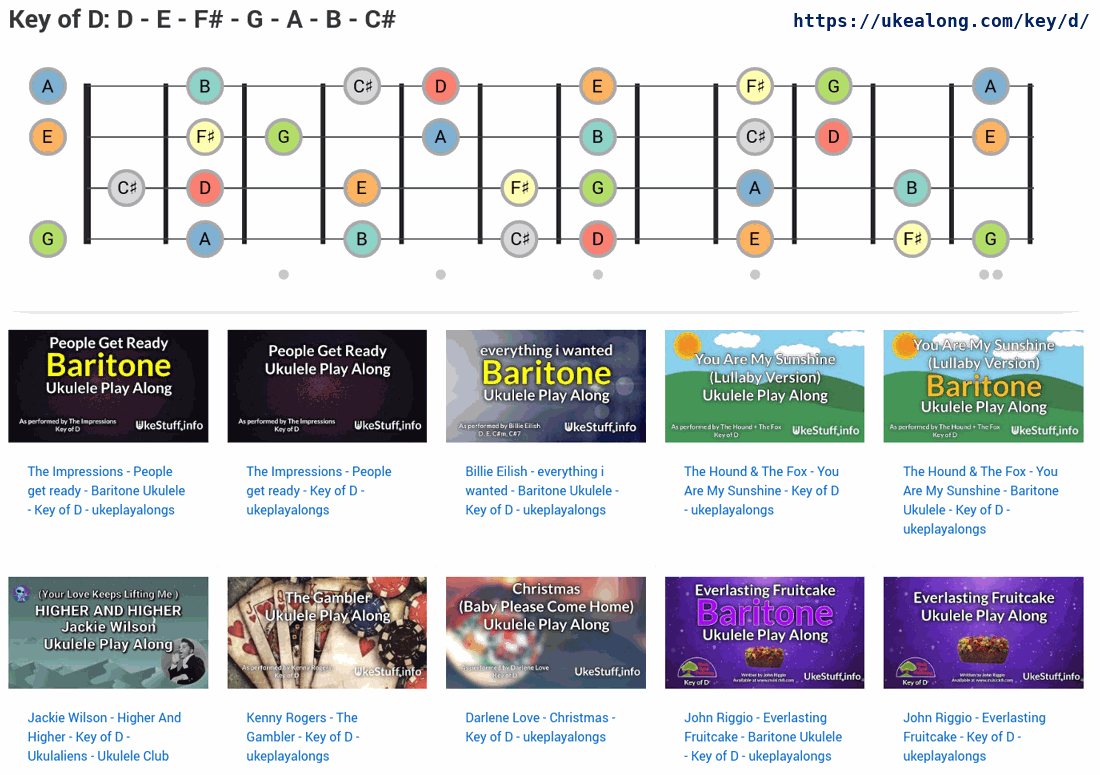 Key of D: D - E - F# - G - A - B - C#
https://ukealong.com/key/d/
A B C♯ D E F♯ G A
E F♯ G A B C♯ D E
C♯ D E F♯ G A B
G A B C♯ D E F♯ G
People Get Ready
Baritone
Ukulele Play Along
As performed by The Impressions
Key of D
UkeStuff.info
People Get Ready
Ukulele Play Along
As performed by The Impressions
Key of D
UkeStuff.info
everything i wanted
Baritone
Ukulele Play Along
As performed by Billie Eilish
D, E, C#m, C#7
UkeStuff.info
You Are My Sunshine
(Lullaby Version)
Ukulele Play Along
As performed by The Hound + The Fox
Key of D
UkeStuff.info
You Are My Sunshine
(Lullaby Version)
Baritone
Ukulele Play Along
As performed by The Hound + The Fox
Key of D
UkeStuff.info
The Impressions - People
get ready - Baritone Ukulele
- Key of D - ukeplayalongs
The Impressions - People
get ready - Key of D -
ukeplayalongs
Billie Eilish - everything i
wanted - Baritone Ukulele -
Key of D - ukeplayalongs
The Hound & The Fox - You
Are My Sunshine - Key of D
- ukeplayalongs
The Hound & The Fox - You
Are My Sunshine - Baritone
Ukulele - Key of D -
ukeplayalongs
(Your Love Keeps Lifting Me )
HIGHER AND HIGHER
Jackie Wilson
Ukulele Play Along
The Gambler
Ukulele Play Along
As performed by Kenny Rogers
Key of D
UkeStuff.info
Christmas
(Baby Please Come Home)
Ukulele Play Along
As performed by Darlene Love
Key of D
UkeStuff.info
Everlasting Fruitcake
Baritone
Ukulele Play Along
Key of D
Written by John Riggio
UkeStuff.info
Everlasting Fruitcake
Ukulele Play Along
Key of D
Written by John Riggio
UkeStuff.info
Jackie Wilson - Higher And
Higher - Key of D -
Ukulaliens - Ukulele Club
Kenny Rogers - The
Gambler - Key of D -
ukeplayalongs
Darlene Love - Christmas -
Key of D - ukeplayalongs
John Riggio - Everlasting
Fruitcake - Baritone Ukulele
- Key of D - ukeplayalongs
John Riggio - Everlasting
Fruitcake - Key of D -
ukeplayalongs